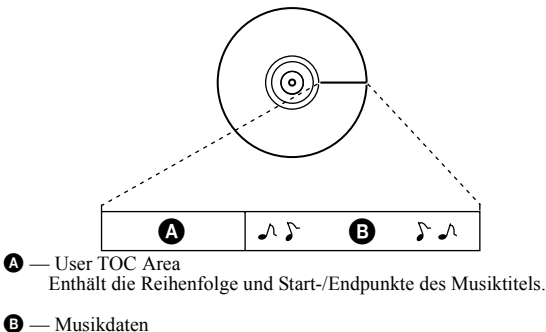 A B
A — User TOC Area
Enthält die Reihenfolge und Start-/Endpunkte des Musiktitels.
B — Musikdaten